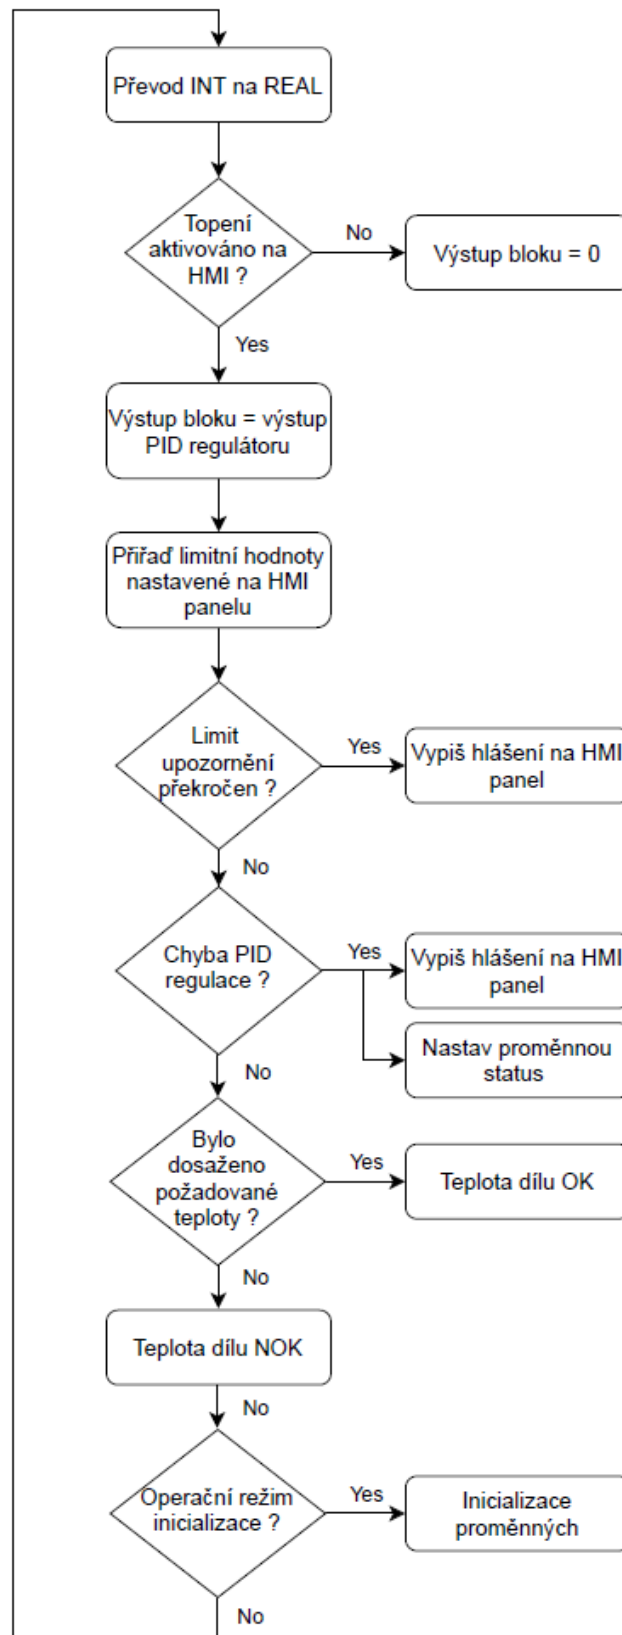 Převod INT na REAL
Topení
aktivováno na
HMI ?
No
Výstup bloku = 0
Yes
Výstup bloku = výstup
PID regulátoru
Přiřaď limitní hodnoty
nastavené na HMI
panelu
Limit
upozornění
překročen ?
Yes
Vypiš hlášení na HMI
panel
No
Chyba PID
regulace ?
Yes
Vypiš hlášení na HMI
panel
Nastav proměnnou
status
No
Bylo
dosaženo
požadované
teploty ?
Yes
Teplota dílu OK
No
Teplota dílu NOK
No
Operační režim
inicializace ?
Yes
Inicializace
proměnných
No